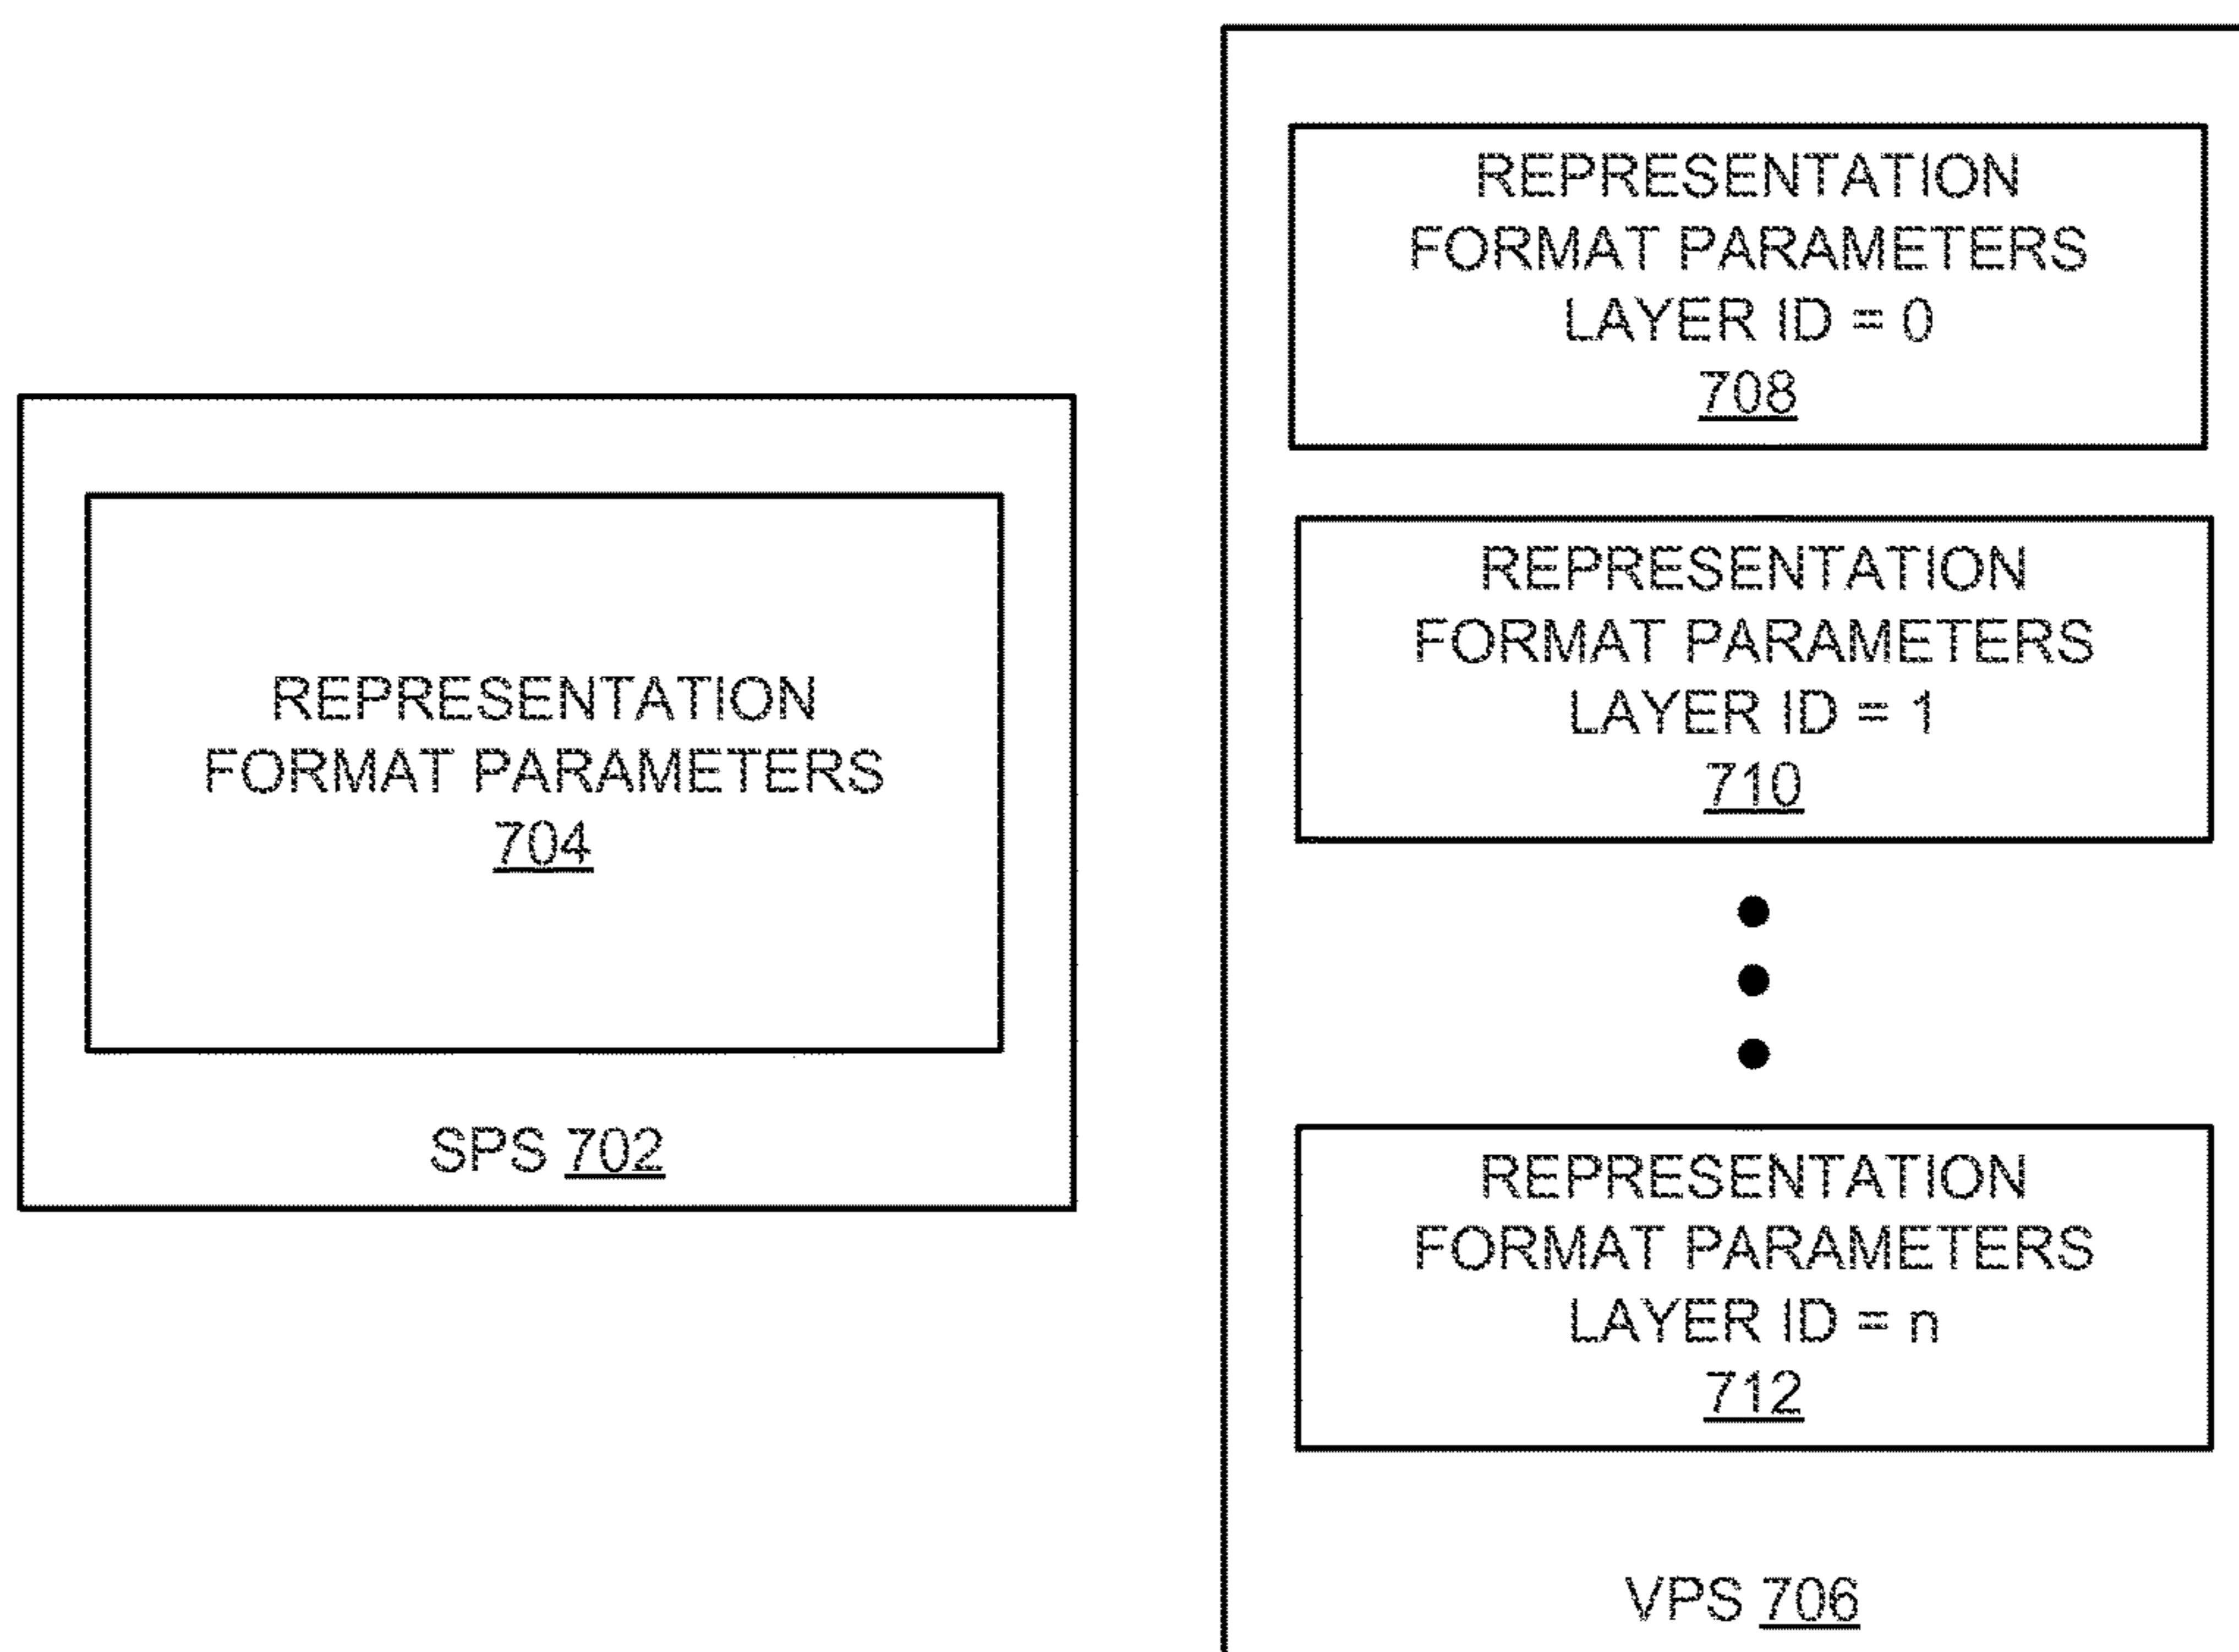 REPRESENTATION
FORMAT PARAMETERS
704
SPS 702
REPRESENTATION
FORMAT PARAMETERS
LAYER ID = 0
708
REPRESENTATION
FORMAT PARAMETERS
LAYER ID = 1
710
REPRESENTATION
FORMAT PARAMETERS
LAYER ID = n
712
VPS 706